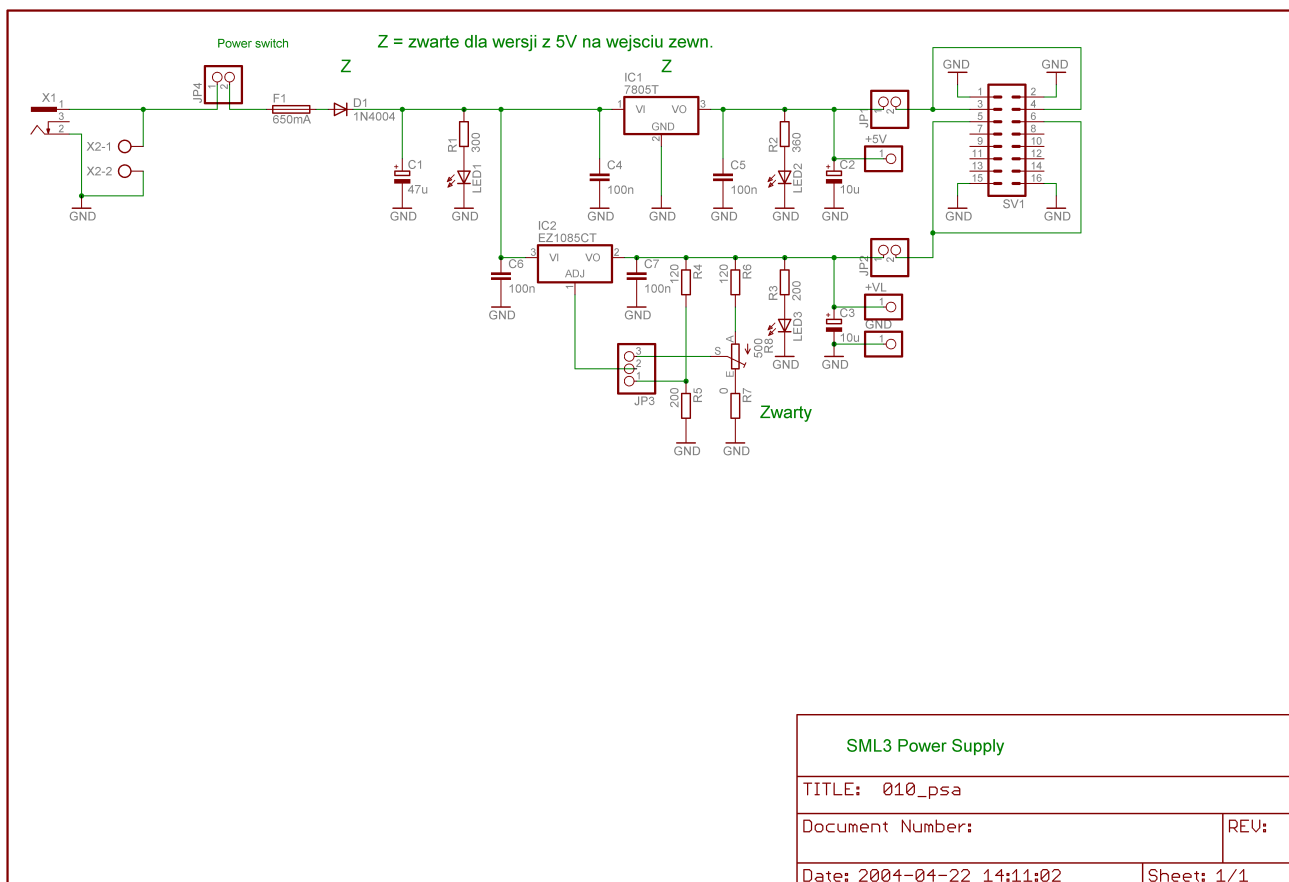 Power switch
Z = zwarte dla wersji z 5V na wejsciu zewn.
Z
Z
JP4
1
2
X1
1
3
2
X2-1
X2-2
GND
F1
650mA
D1
1N4004
C1
47u
GND
R1
300
LED1
GND
C4
100n
GND
IC1
7805T
1
VI
VO
3
GND
2
GND
C5
100n
GND
R2
360
LED2
GND
C2
10u
GND
JP1
1
2
+5V
1
GND
GND
1
2
3
4
5
6
7
8
9
10
11
12
13
14
15
16
GND
SV1
GND
IC2
EZ1085CT
3
VI
VO
2
ADJ
1
C6
100n
GND
C7
100n
GND
120
R4
120
R6
R3
200
LED3
GND
JP2
1
2
+VL
1
GND
1
C3
10u
GND
3
2
1
JP3
S
A
E
500
R8
200
R5
GND
0
R7
GND
Zwarty
SML3 Power Supply
TITLE: 010_psa
Document Number:
REV:
Date: 2004-04-22 14:11:02
Sheet: 1/1